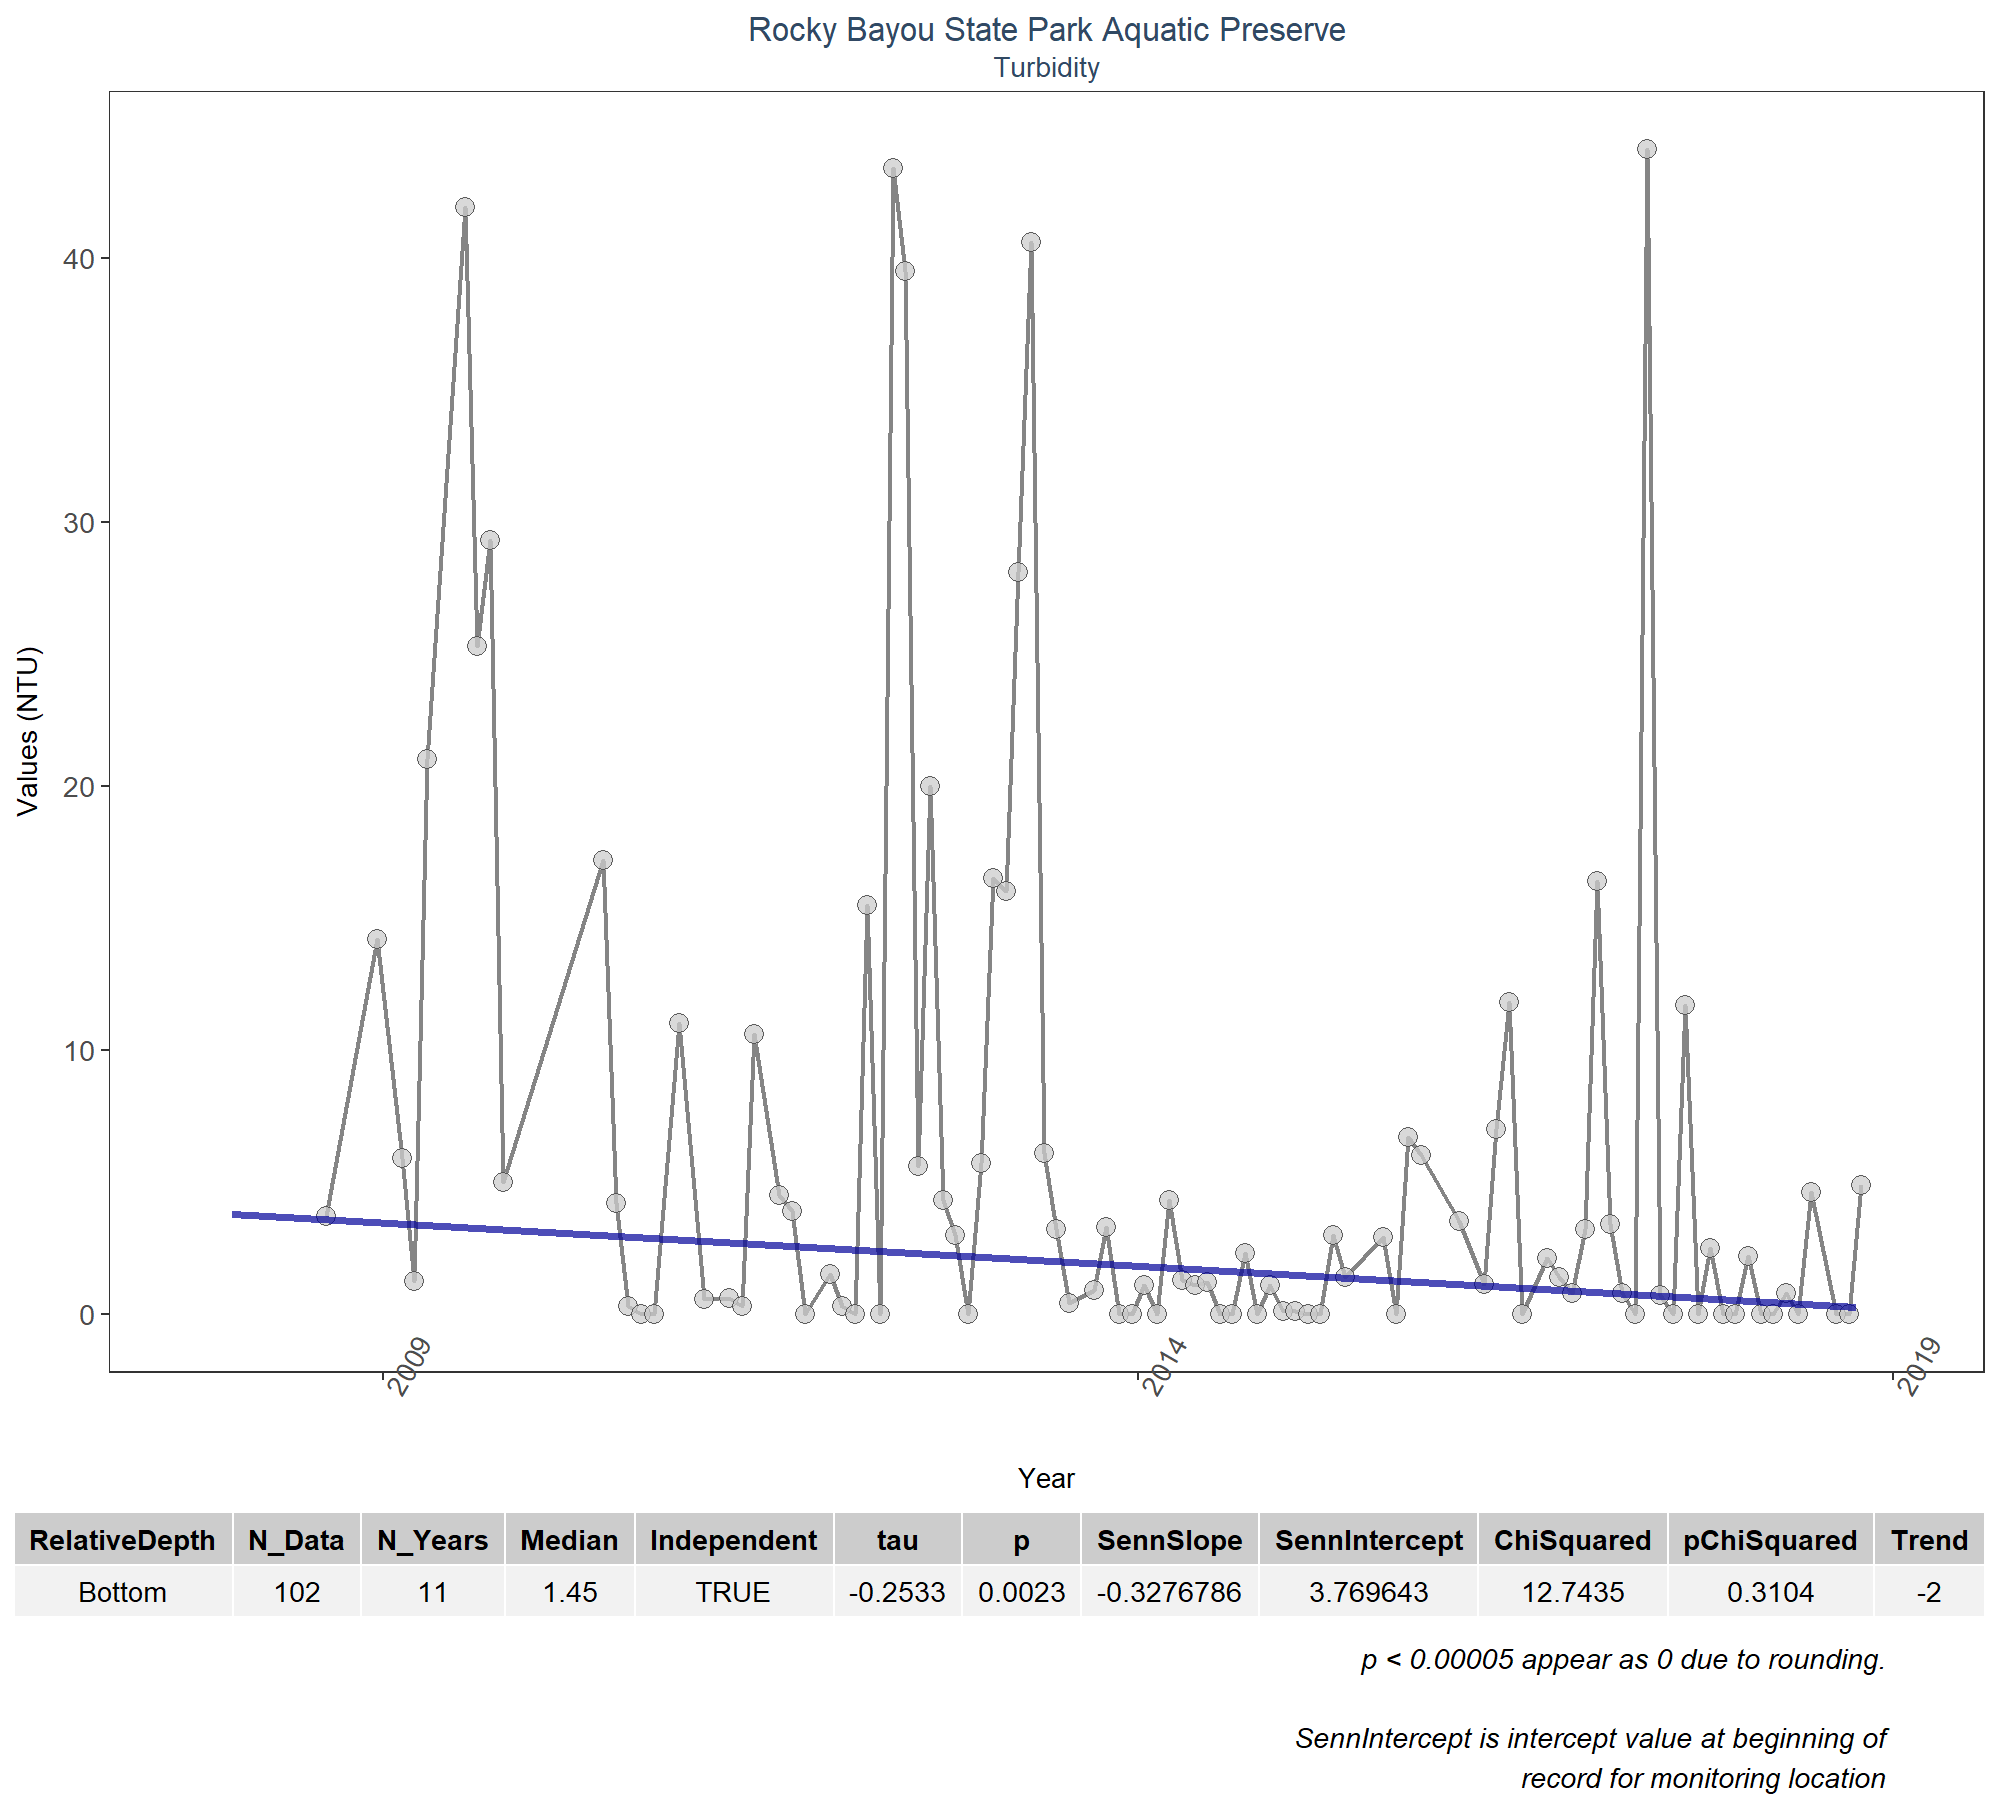 Rocky Bayou State Park Aquatic Preserve
Turbidity
Values (NTU)
40
30
20
10
0
2009
2014
2019
Year
RelativeDepth N_Data N_Years Median Independent tau p SennSlope SennIntercept ChiSquared pChiSquared Trend
Bottom 102 11 1.45 TRUE -0.2533 0.0023 -0.3276786 3.769643 12.7435 0.3104 -2
p < 0.00005 appear as 0 due to rounding.
SennIntercept is intercept value at beginning of
record for monitoring location